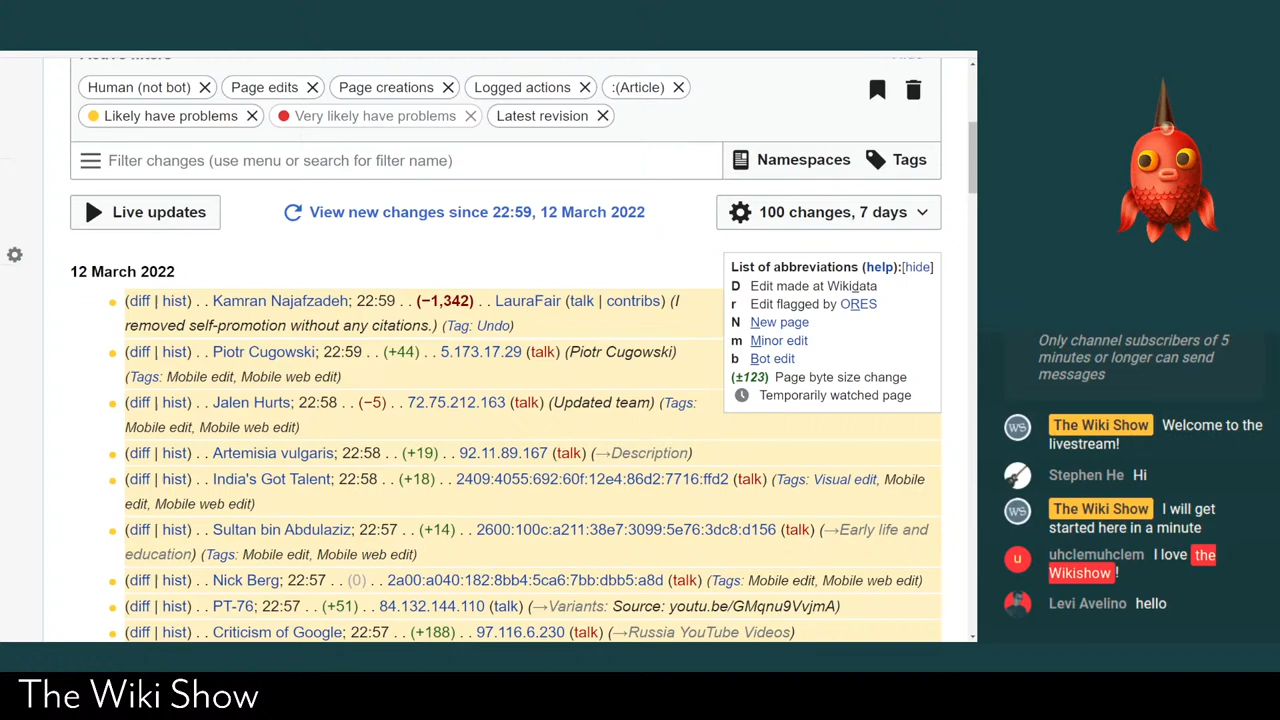 Human (not bot) Page edits Page creations Logged actions :(Article)
Likely have problems Very likely have problems Latest revision
Filter changes (use menu or search for filter name) Namespaces Tags
Live updates View new changes since 22:59, 12 March 2022 100 changes, 7 days
12 March 2022
(diff | hist) . . Kamran Najafzadeh; 22:59 . . (−1,342) . . LauraFair (talk | contribs) (I
removed self-promotion without any citations.) (Tag: Undo)
(diff | hist) . . Piotr Cugowski; 22:59 . . (+44) . . 5.173.17.29 (talk) (Piotr Cugowski)
(Tags: Mobile edit, Mobile web edit)
(diff | hist) . . Jalen Hurts; 22:58 . . (−5) . . 72.75.212.163 (talk) (Updated team) (Tags:
Mobile edit, Mobile web edit)
(diff | hist) . . Artemisia vulgaris; 22:58 . . (+19) . . 92.11.89.167 (talk) (→Description)
(diff | hist) . . India's Got Talent; 22:58 . . (+18) . . 2409:4055:692:60f:12e4:86d2:7716:ffd2 (talk) (Tags: Visual edit, Mobile
edit, Mobile web edit)
(diff | hist) . . Sultan bin Abdulaziz; 22:57 . . (+14) . . 2600:100c:a211:38e7:3099:5e76:3dc8:d156 (talk) (→Early life and
education) (Tags: Mobile edit, Mobile web edit)
(diff | hist) . . Nick Berg; 22:57 . . (0) . . 2a00:a040:182:8bb4:5ca6:7bb:dbb5:a8d (talk) (Tags: Mobile edit, Mobile web edit)
(diff | hist) . . PT-76; 22:57 . . (+51) . . 84.132.144.110 (talk) (→Variants: Source: youtu.be/GMqnu9VvjmA)
(diff | hist) . . Criticism of Google; 22:57 . . (+188) . . 97.116.6.230 (talk) (→Russia YouTube Videos)
List of abbreviations (help):[hide]
D Edit made at Wikidata
r Edit flagged by ORES
N New page
m Minor edit
b Bot edit
(±123) Page byte size change
Temporarily watched page
Only channel subscribers of 5
minutes or longer can send
messages
WS The Wiki Show Welcome to the
livestream!
Stephen He Hi
WS The Wiki Show I will get
started here in a minute
u uhclemuhclem I love the
Wikishow!
Levi Avelino hello
The Wiki Show